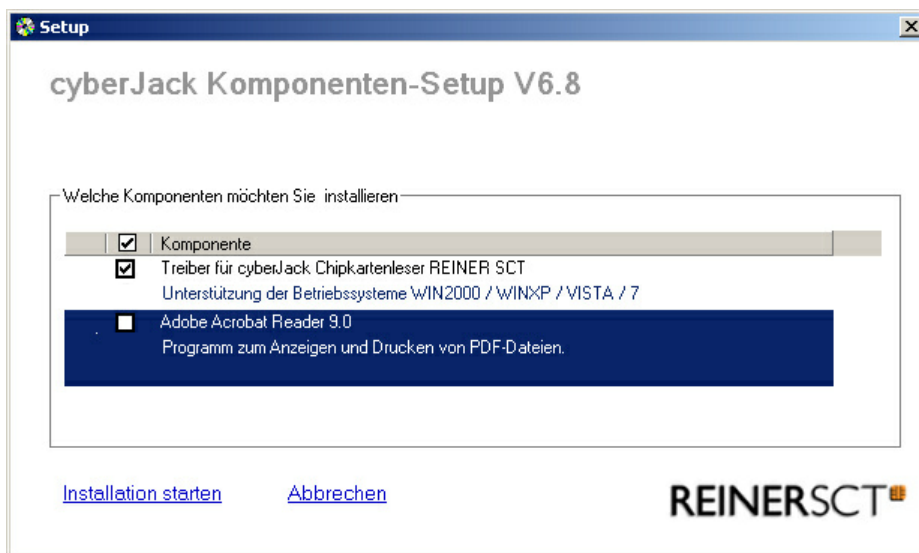 Setup
cyberJack Komponenten-Setup V6.8
Welche Komponenten möchten Sie installieren
Komponente
Treiber für cyberJack Chipkartenleser REINER SCT
Unterstützung der Betriebssysteme WIN2000 / WINXP / VISTA / 7
Adobe Acrobat Reader 9.0
Programm zum Anzeigen und Drucken von PDF-Dateien.
Installation starten Abbrechen
REINERSCT